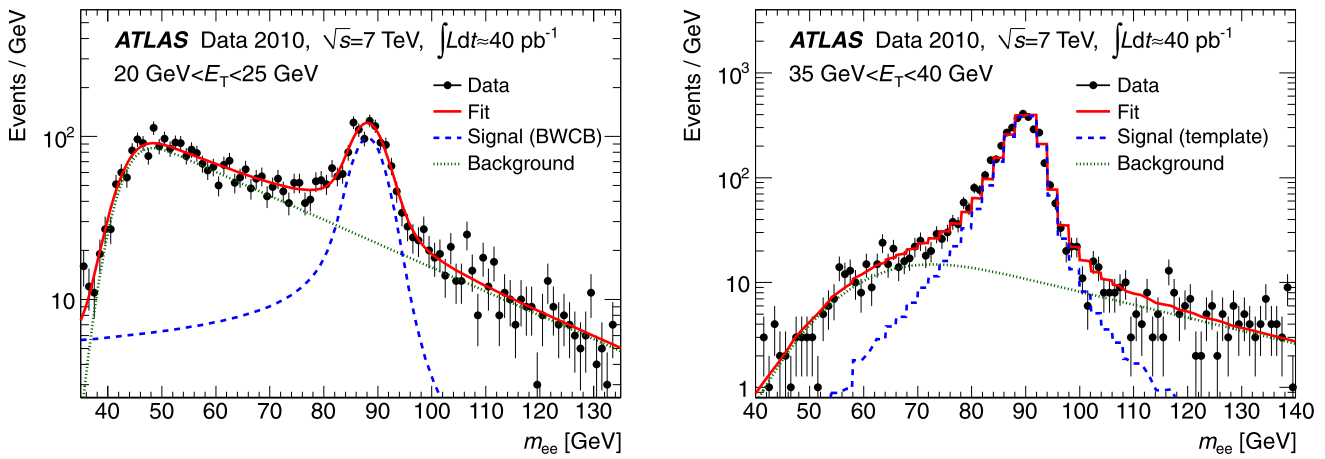 Events / GeV
ATLAS Data 2010, √s=7 TeV, ∫Ldt≈40 pb⁻¹
20 GeV<E_T<25 GeV
Data
Fit
Signal (BWCB)
Background
10²
10
40 50 60 70 80 90 100 110 120 130
m_ee [GeV]
Events / GeV
ATLAS Data 2010, √s=7 TeV, ∫Ldt≈40 pb⁻¹
35 GeV<E_T<40 GeV
Data
Fit
Signal (template)
Background
10³
10²
10
1
40 50 60 70 80 90 100 110 120 130 140
m_ee [GeV]